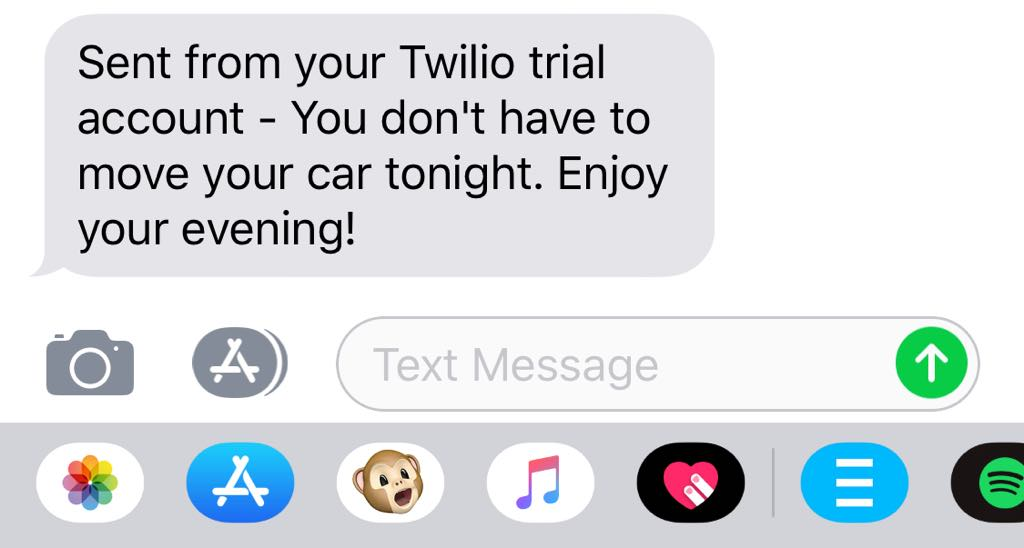 Sent from your Twilio trial
account - You don't have to
move your car tonight. Enjoy
your evening!
Text Message